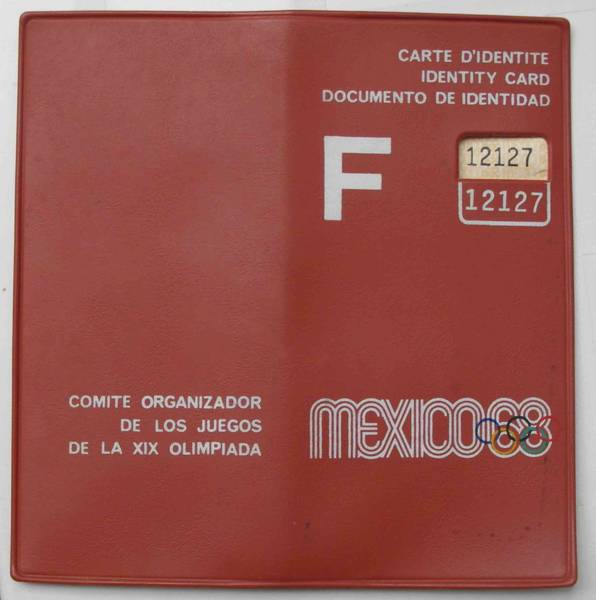 CARTE D'IDENTITE
IDENTITY CARD
DOCUMENTO DE IDENTIDAD
F
12127
12127
COMITE ORGANIZADOR
DE LOS JUEGOS
DE LA XIX OLIMPIADA
MEXICO68